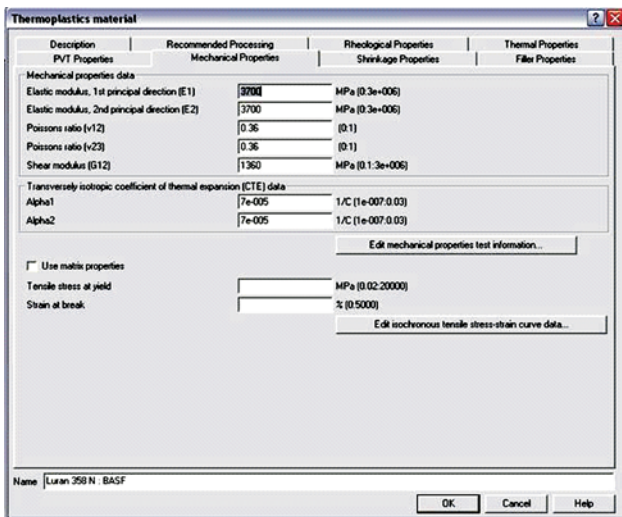 Thermoplastics material
Description Recommended Processing Rheological Properties Thermal Properties
PVT Properties Mechanical Properties Shrinkage Properties Filler Properties
Mechanical properties data
Elastic modulus, 1st principal direction (E1) 3700 MPa (0:3e+006)
Elastic modulus, 2nd principal direction (E2) 3700 MPa (0:3e+006)
Poissons ratio (v12) 0.36 (0:1)
Poissons ratio (v23) 0.36 (0:1)
Shear modulus (G12) 1360 MPa (0.1:3e+006)
Transversely isotropic coefficient of thermal expansion (CTE) data
Alpha1 7e-005 1/C (1e-007:0.03)
Alpha2 7e-005 1/C (1e-007:0.03)
Edit mechanical properties test information...
Use matrix properties
Tensile stress at yield MPa (0.02:20000)
Strain at break % (0:5000)
Edit isochronous tensile stress-strain curve data...
Name Luran 358 N : BASF
OK Cancel Help